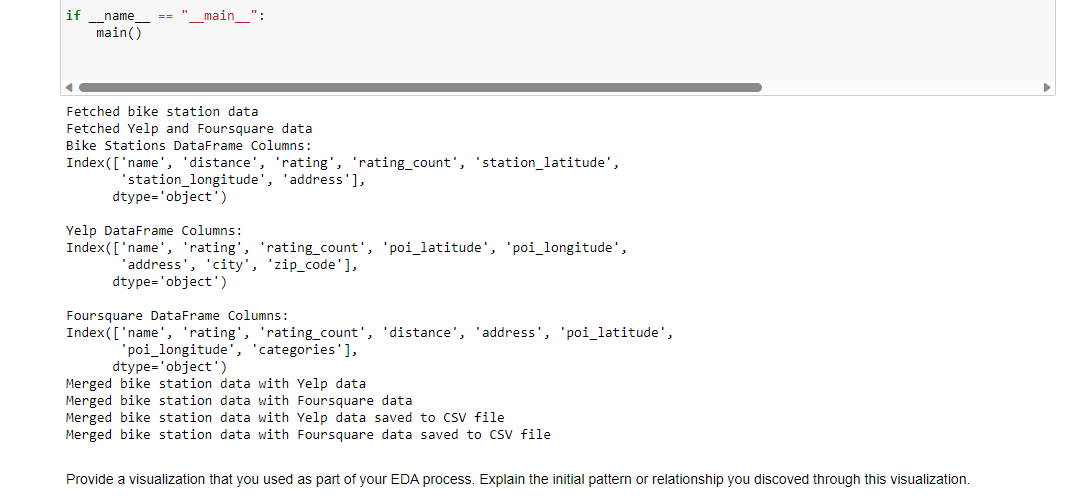 if __name__ == "__main__":
    main()
Fetched bike station data
Fetched Yelp and Foursquare data
Bike Stations DataFrame Columns:
Index(['name', 'distance', 'rating', 'rating_count', 'station_latitude',
       'station_longitude', 'address'],
      dtype='object')
Yelp DataFrame Columns:
Index(['name', 'rating', 'rating_count', 'poi_latitude', 'poi_longitude',
       'address', 'city', 'zip_code'],
      dtype='object')
Foursquare DataFrame Columns:
Index(['name', 'rating', 'rating_count', 'distance', 'address', 'poi_latitude',
       'poi_longitude', 'categories'],
      dtype='object')
Merged bike station data with Yelp data
Merged bike station data with Foursquare data
Merged bike station data with Yelp data saved to CSV file
Merged bike station data with Foursquare data saved to CSV file
Provide a visualization that you used as part of your EDA process. Explain the initial pattern or relationship you discoved through this visualization.